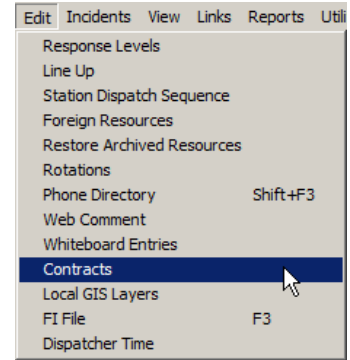 Edit Incidents View Links Reports Utili
Response Levels
Line Up
Station Dispatch Sequence
Foreign Resources
Restore Archived Resources
Rotations
Phone Directory Shift+F3
Web Comment
Whiteboard Entries
Contracts
Local GIS Layers
FI File F3
Dispatcher Time